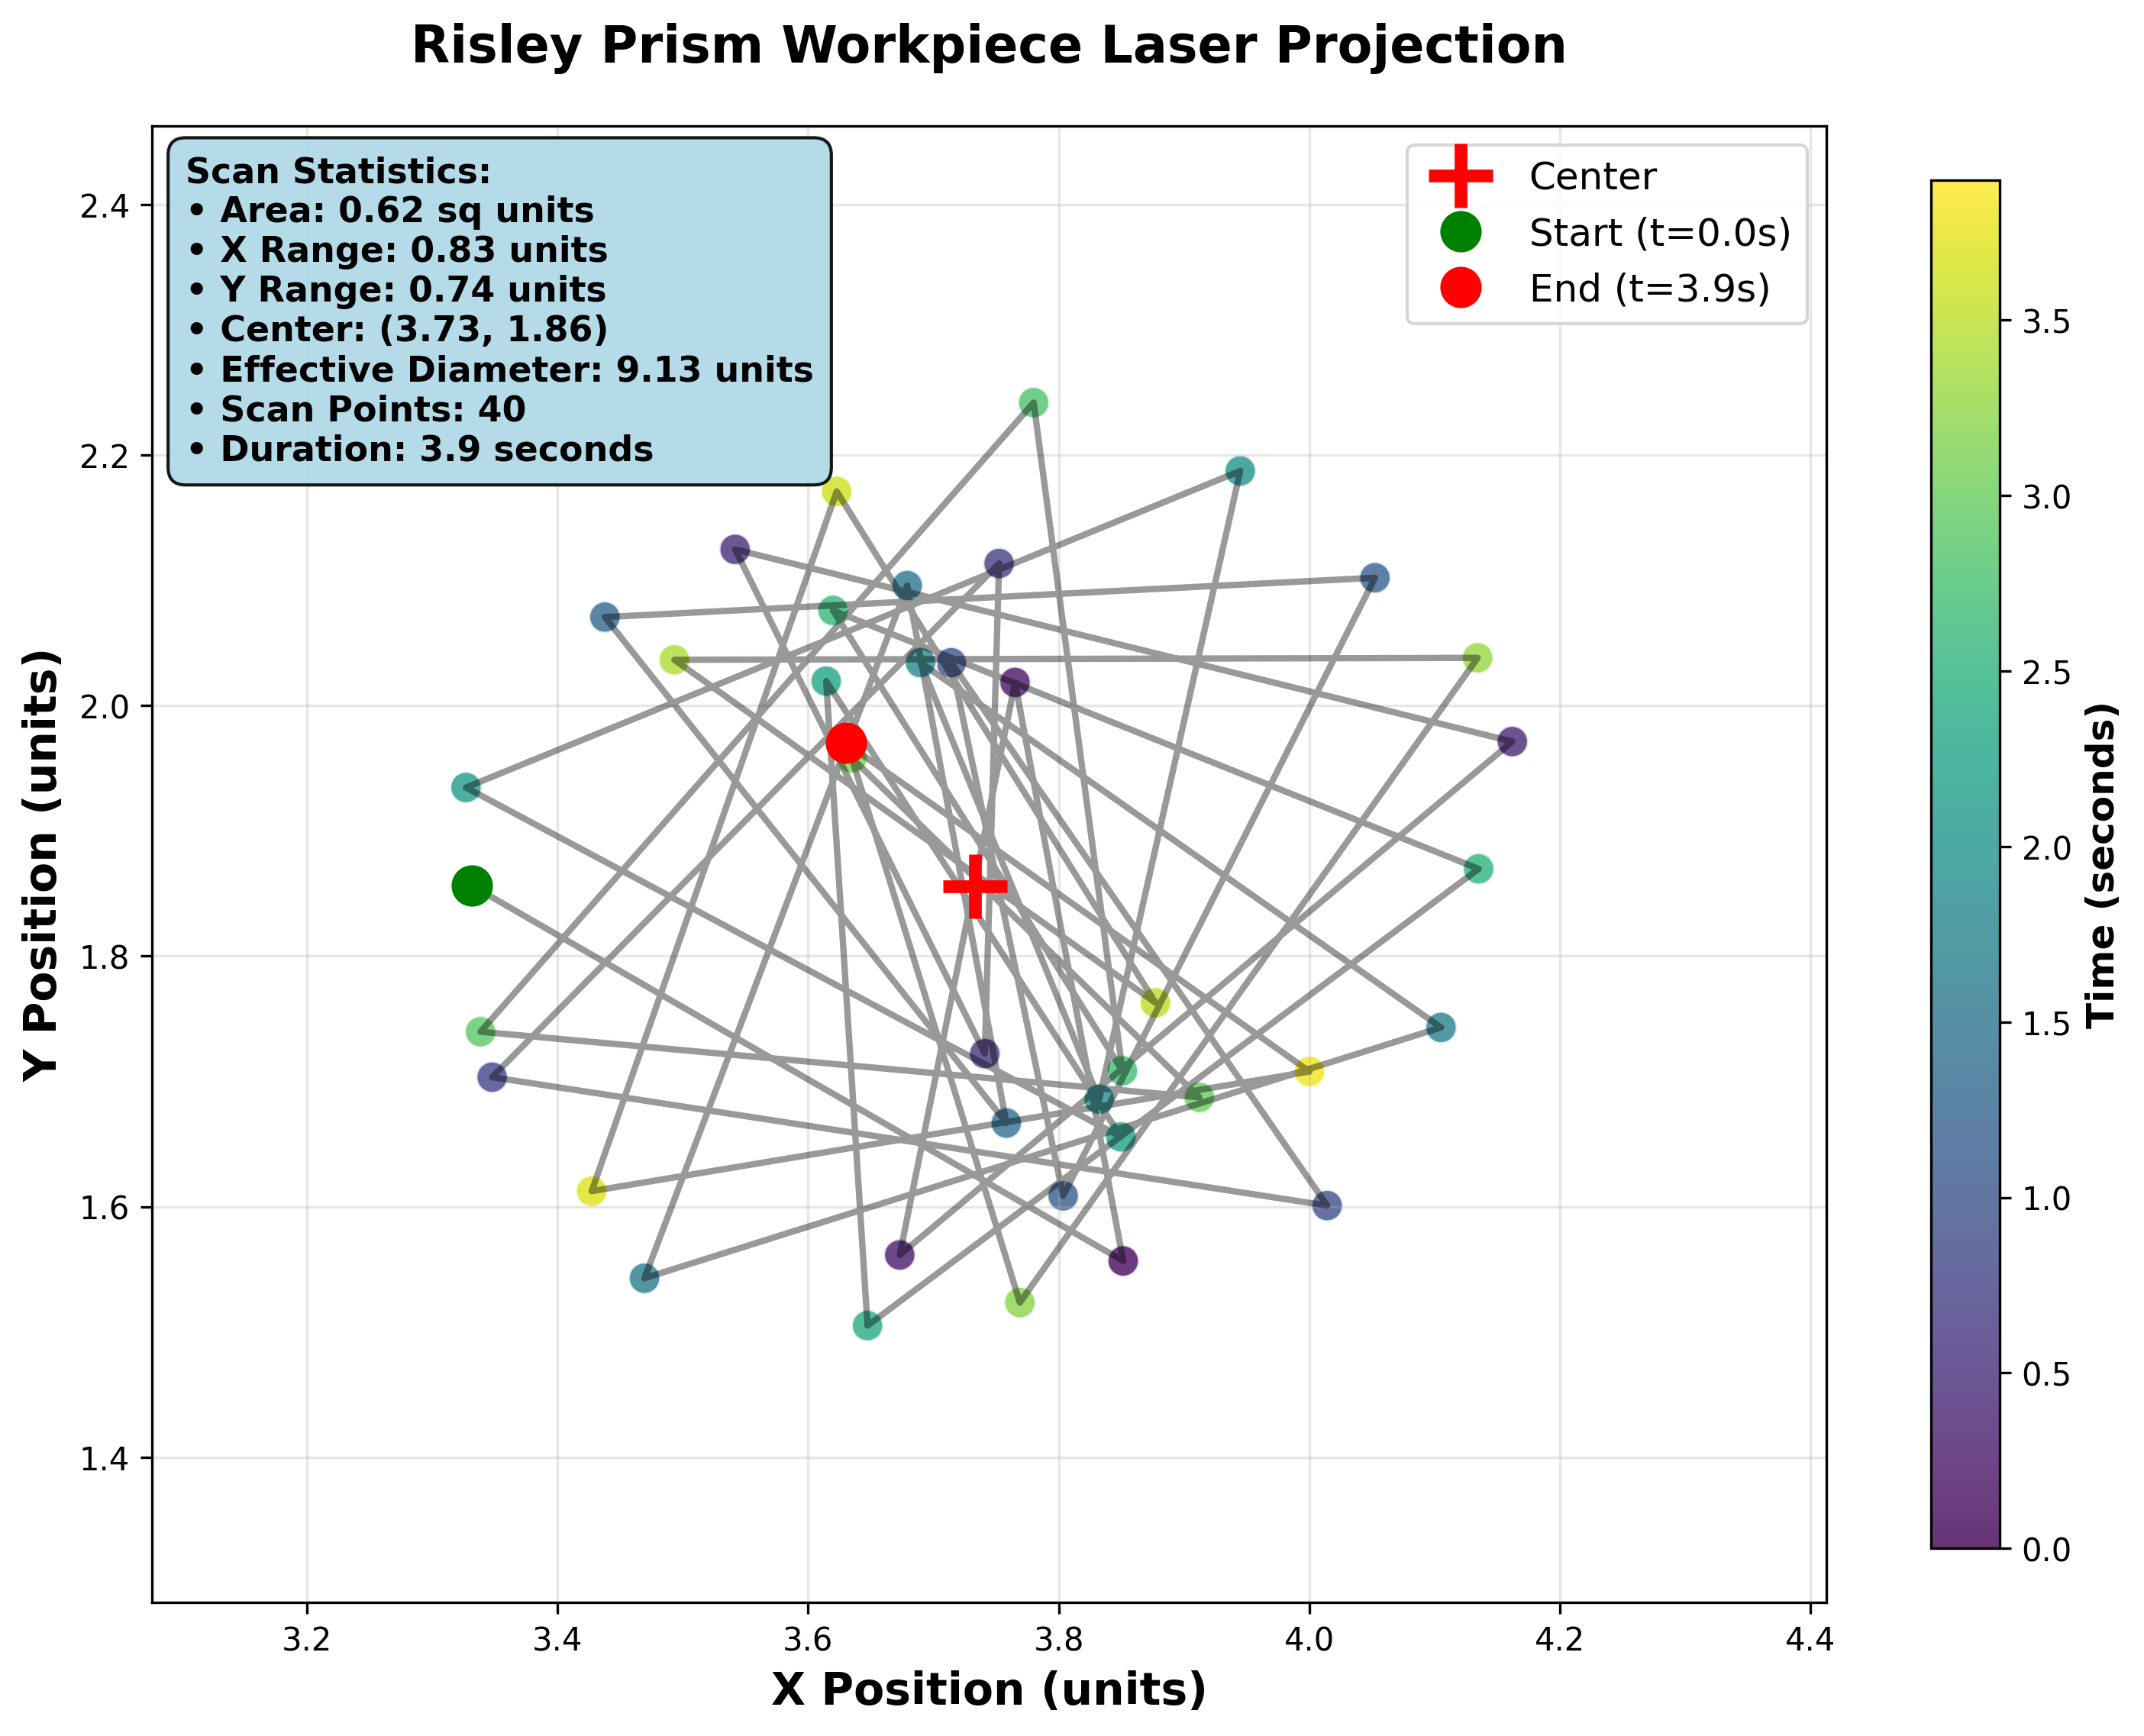 Risley Prism Workpiece Laser Projection
Scan Statistics:
• Area: 0.62 sq units
• X Range: 0.83 units
• Y Range: 0.74 units
• Center: (3.73, 1.86)
• Effective Diameter: 9.13 units
• Scan Points: 40
• Duration: 3.9 seconds
Center
Start (t=0.0s)
End (t=3.9s)
Y Position (units)
2.4
2.2
2.0
1.8
1.6
1.4
3.2
3.4
3.6
3.8
4.0
4.2
4.4
X Position (units)
3.5
3.0
2.5
2.0
1.5
1.0
0.5
0.0
Time (seconds)